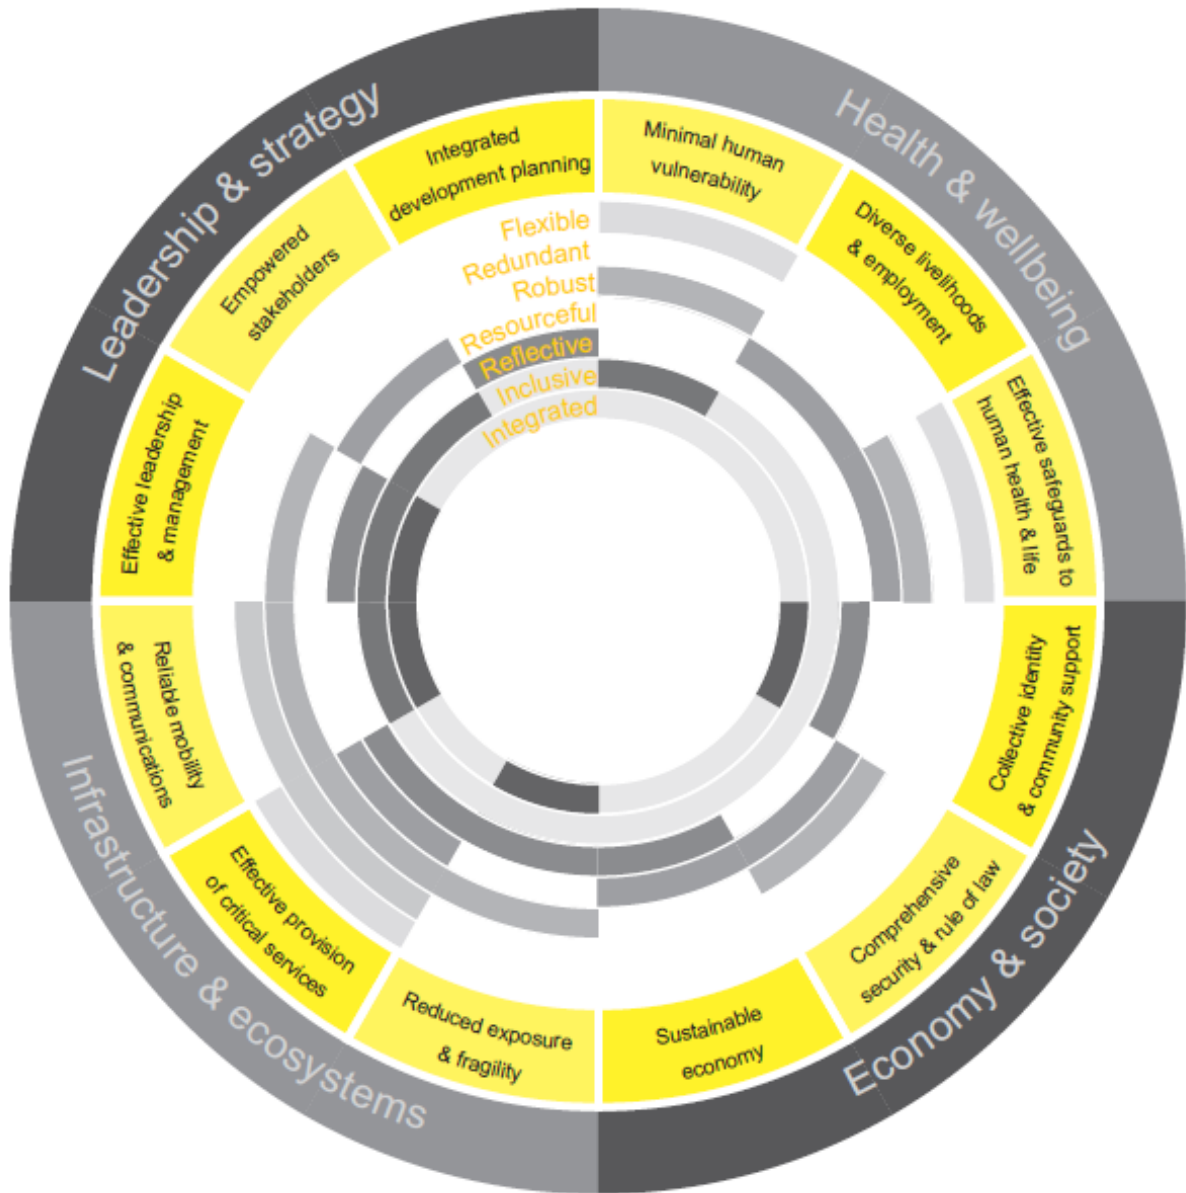 Leadership & strategy
Health & wellbeing
Economy & society
Infrastructure & ecosystems
Integrated
development planning
Minimal human
vulnerability
Diverse livelihoods
& employment
Effective safeguards to
human health & life
Collective identity
& community support
Comprehensive
security & rule of law
Sustainable
economy
Reduced exposure
& fragility
Effective provision
of critical services
Reliable mobility
& communications
Effective leadership
& management
Empowered
stakeholders
Flexible
Redundant
Robust
Resourceful
Reflective
Inclusive
Integrated